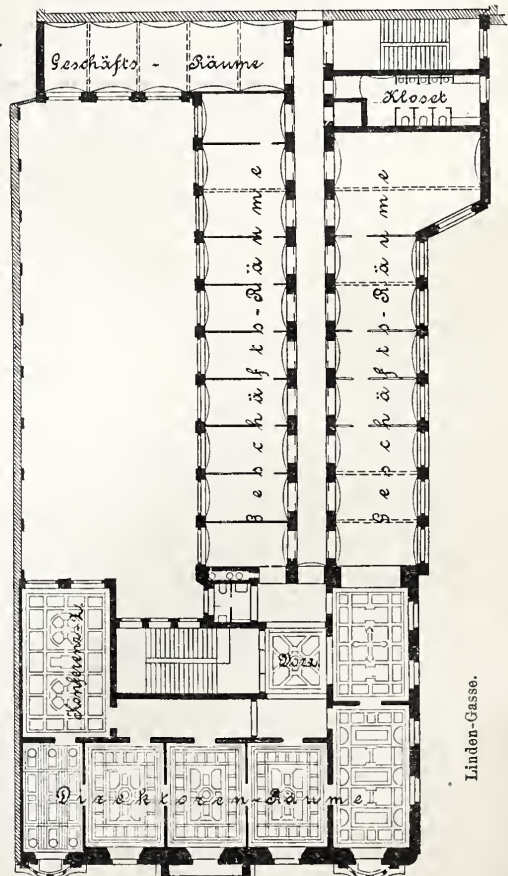 Geschäfts - Räume
Kloset
Geschäfts-Räume
Geschäfts-Räume
Konferenz-Z.
Vorz.
Direktoren-Räume
Linden-Gasse.